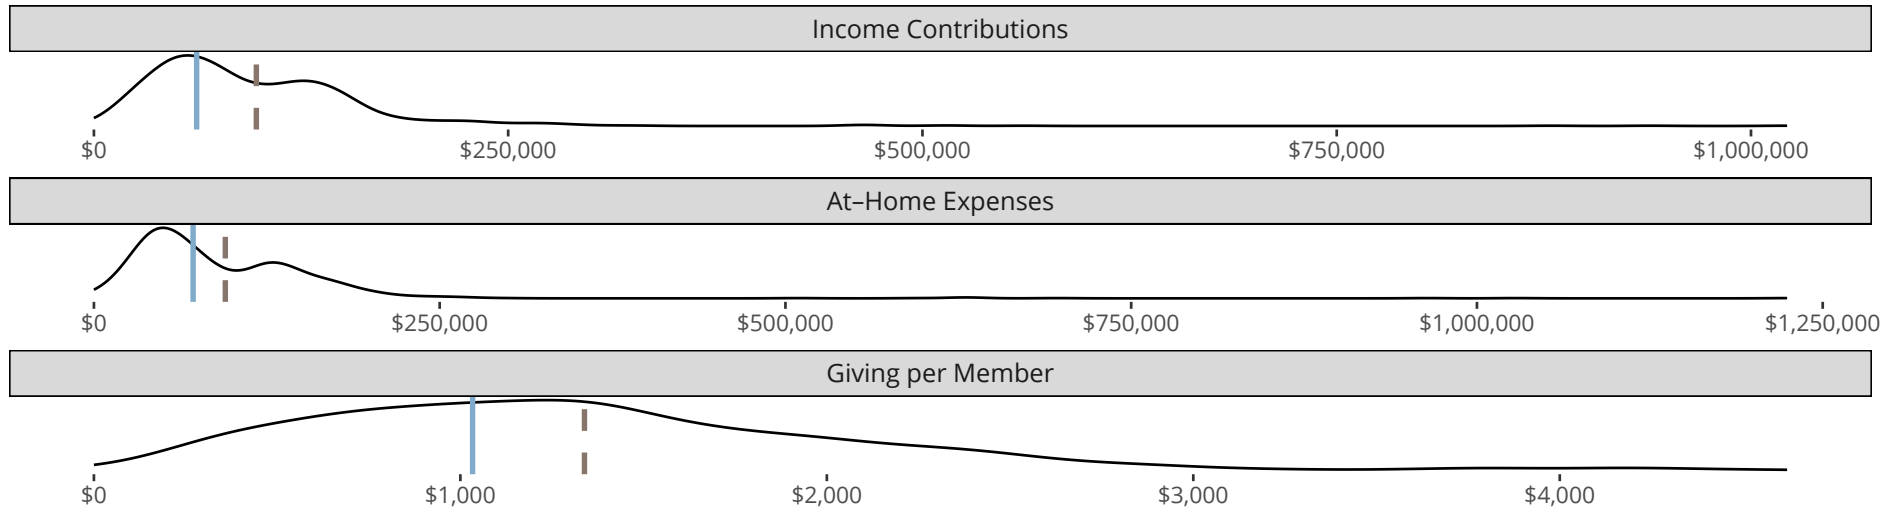 Income Contributions
$0 $250,000 $500,000 $750,000 $1,000,000
At–Home Expenses
$0 $250,000 $500,000 $750,000 $1,000,000 $1,250,000
Giving per Member
$0 $1,000 $2,000 $3,000 $4,000